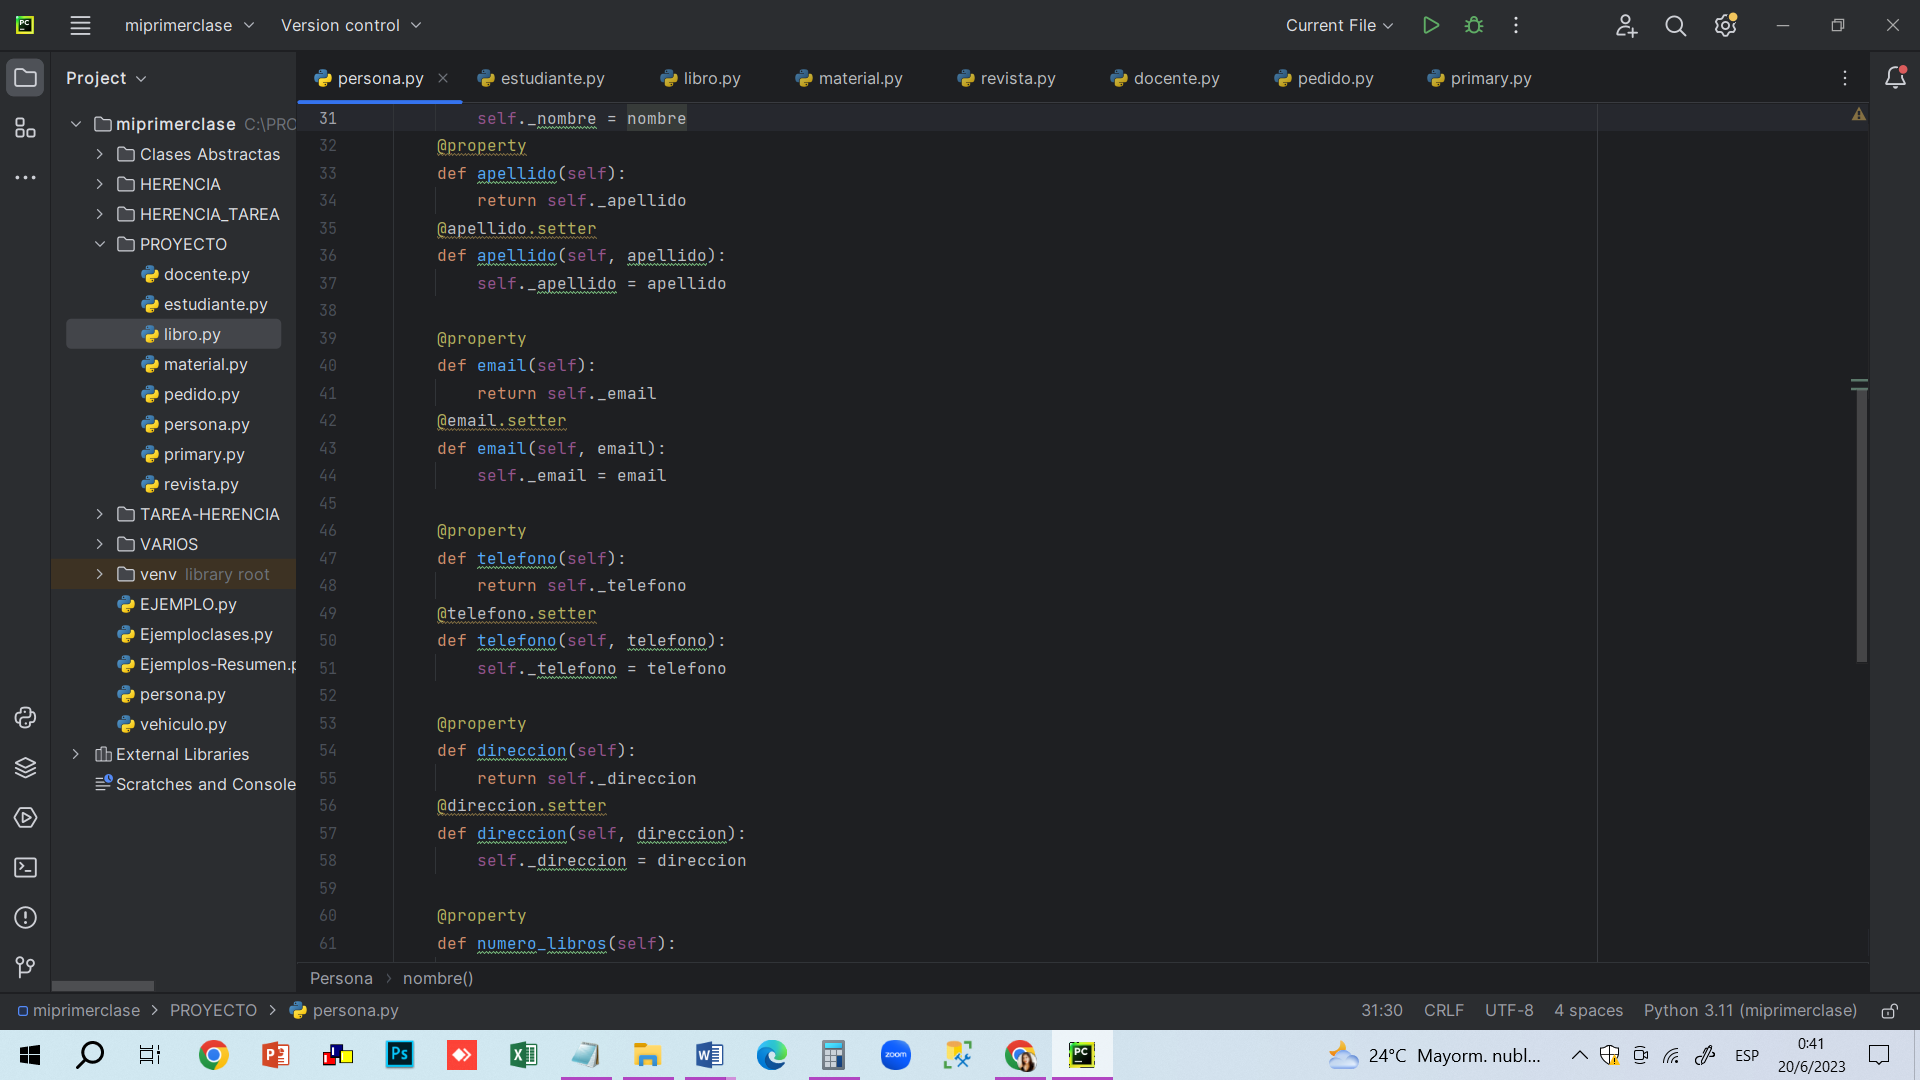 miprimerclase
Version control
Current File
Project
persona.py
estudiante.py
libro.py
material.py
revista.py
docente.py
pedido.py
primary.py
miprimerclase C:\PRO
Clases Abstractas
HERENCIA
HERENCIA_TAREA
PROYECTO
docente.py
estudiante.py
libro.py
material.py
pedido.py
persona.py
primary.py
revista.py
TAREA-HERENCIA
VARIOS
venv library root
EJEMPLO.py
Ejemploclases.py
Ejemplos-Resumen.p
persona.py
vehiculo.py
External Libraries
Scratches and Console
31 self._nombre = nombre
32 @property
33 def apellido(self):
34 return self._apellido
35 @apellido.setter
36 def apellido(self, apellido):
37 self._apellido = apellido
38
39 @property
40 def email(self):
41 return self._email
42 @email.setter
43 def email(self, email):
44 self._email = email
45
46 @property
47 def telefono(self):
48 return self._telefono
49 @telefono.setter
50 def telefono(self, telefono):
51 self._telefono = telefono
52
53 @property
54 def direccion(self):
55 return self._direccion
56 @direccion.setter
57 def direccion(self, direccion):
58 self._direccion = direccion
59
60 @property
61 def numero_libros(self):
Persona > nombre()
miprimerclase > PROYECTO > persona.py
31:30 CRLF UTF-8 4 spaces Python 3.11 (miprimerclase)
24°C Mayorm. nubl...
ESP
0:41
20/6/2023